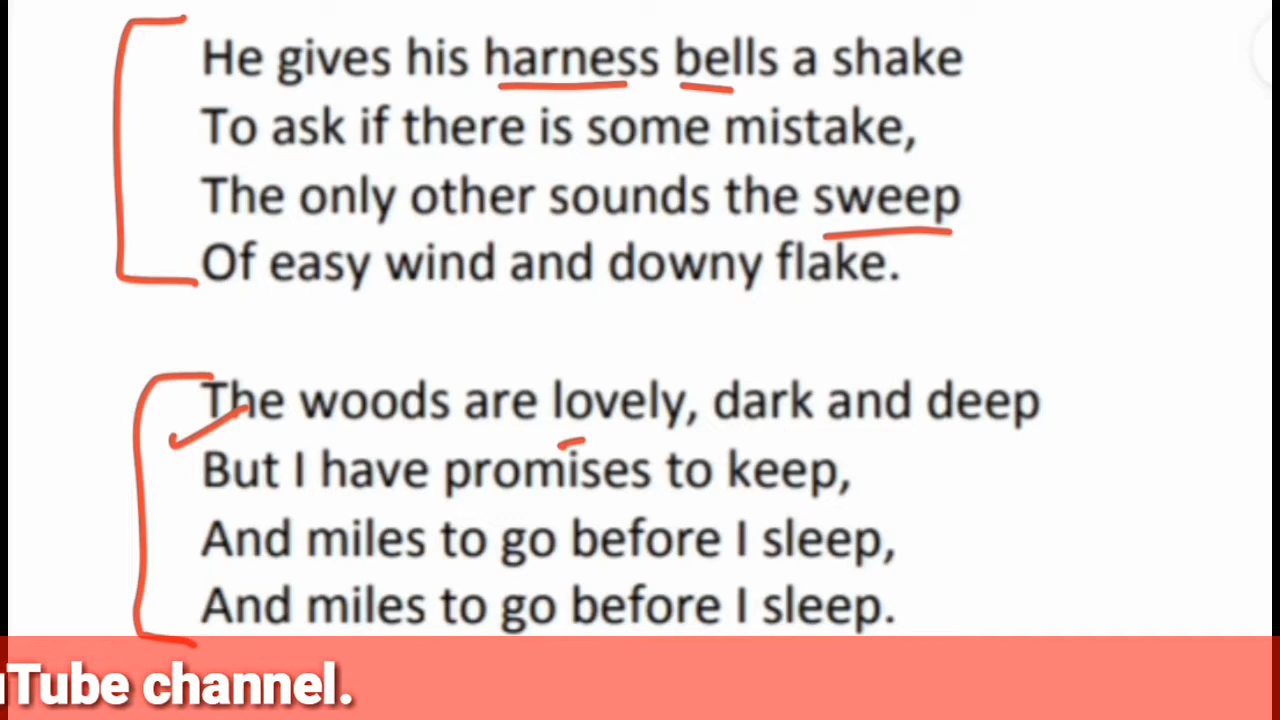 He gives his harness bells a shake
To ask if there is some mistake,
The only other sounds the sweep
Of easy wind and downy flake.
The woods are lovely, dark and deep
But I have promises to keep,
And miles to go before I sleep,
And miles to go before I sleep.
uTube channel.